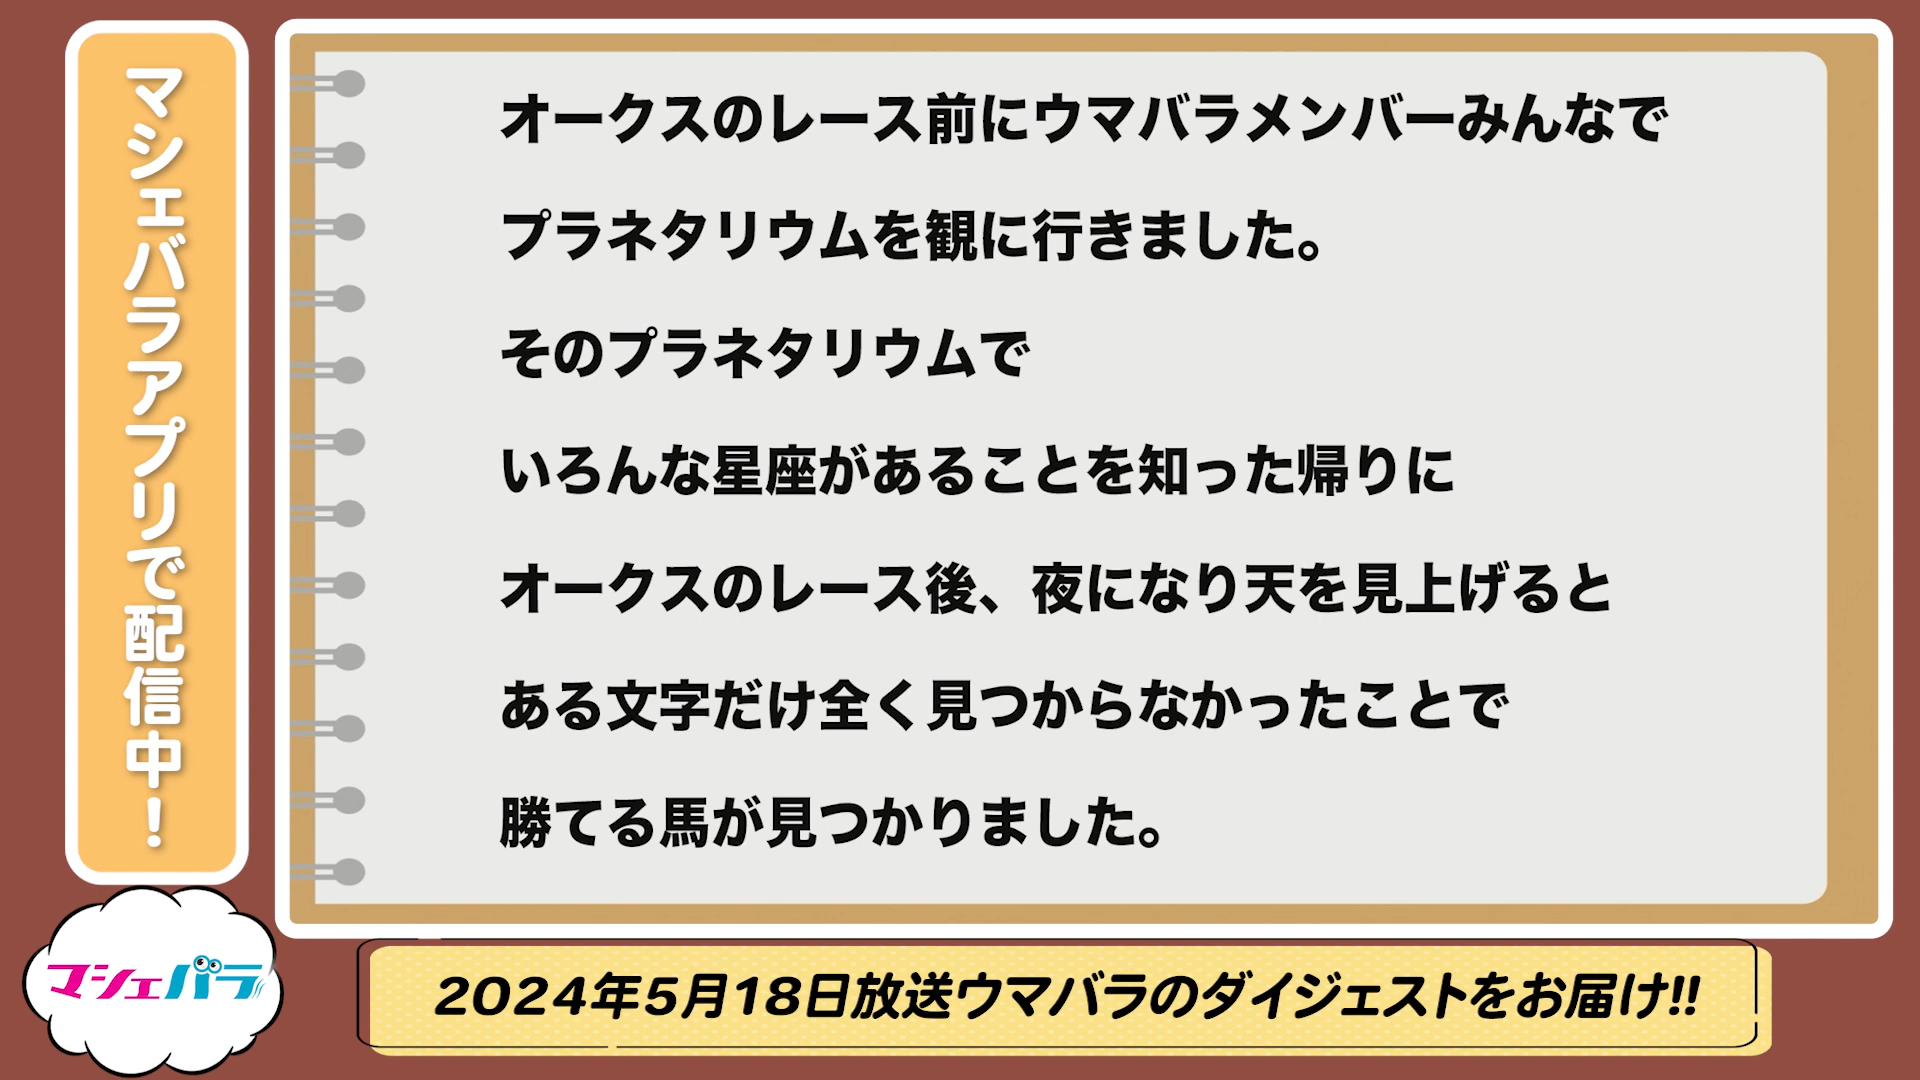 マシェバラアプリで配信中！
オークスのレース前にウマバラメンバーみんなで
プラネタリウムを観に行きました。
そのプラネタリウムで
いろんな星座があることを知った帰りに
オークスのレース後、夜になり天を見上げると
ある文字だけ全く見つからなかったことで
勝てる馬が見つかりました。
マシェバラ
2024年5月18日放送ウマバラのダイジェストをお届け!!